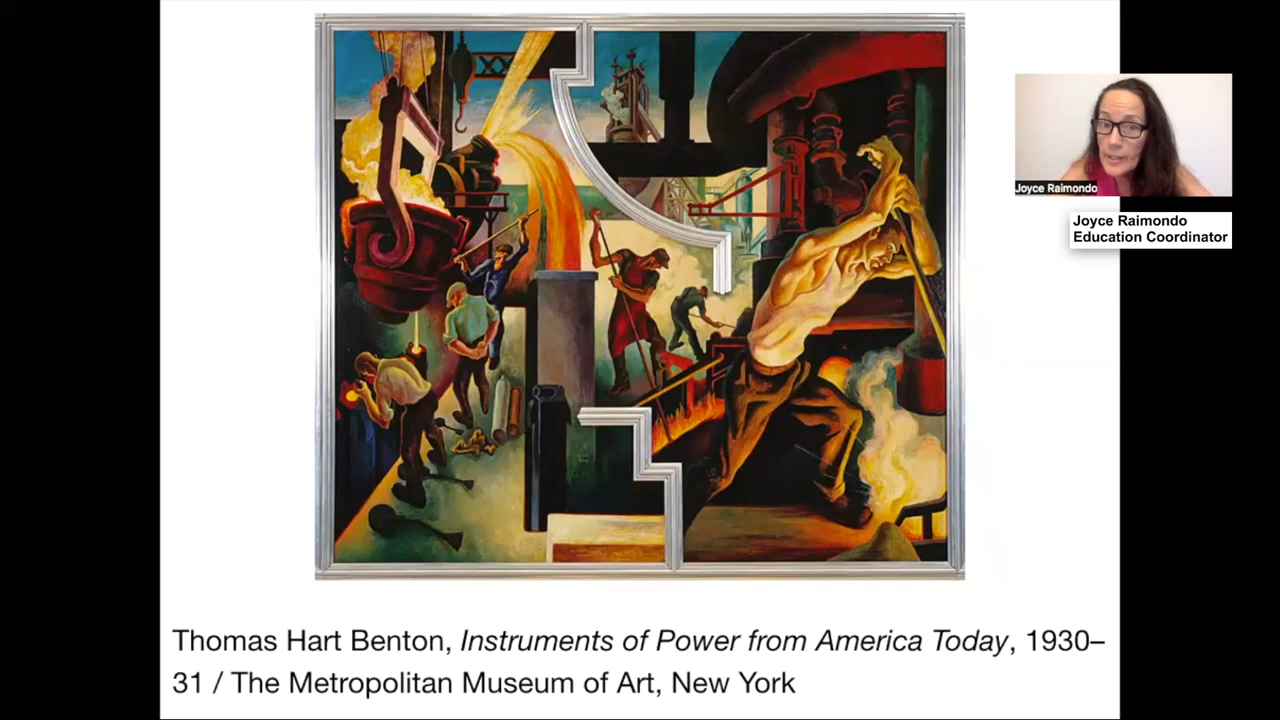 Joyce Raimondo
Joyce Raimondo
Education Coordinator
Thomas Hart Benton, Instruments of Power from America Today, 1930–
31 / The Metropolitan Museum of Art, New York